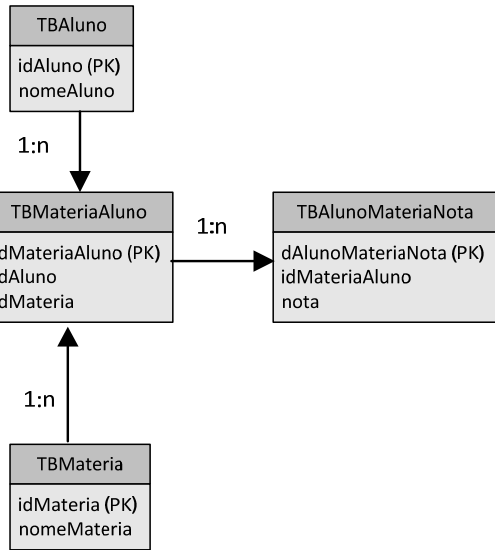 TBAluno
idAluno (PK)
nomeAluno
1:n
TBMateriaAluno
dMateriaAluno (PK)
dAluno
dMateria
1:n
TBAlunoMateriaNota
dAlunoMateriaNota (PK)
idMateriaAluno
nota
1:n
TBMateria
idMateria (PK)
nomeMateria